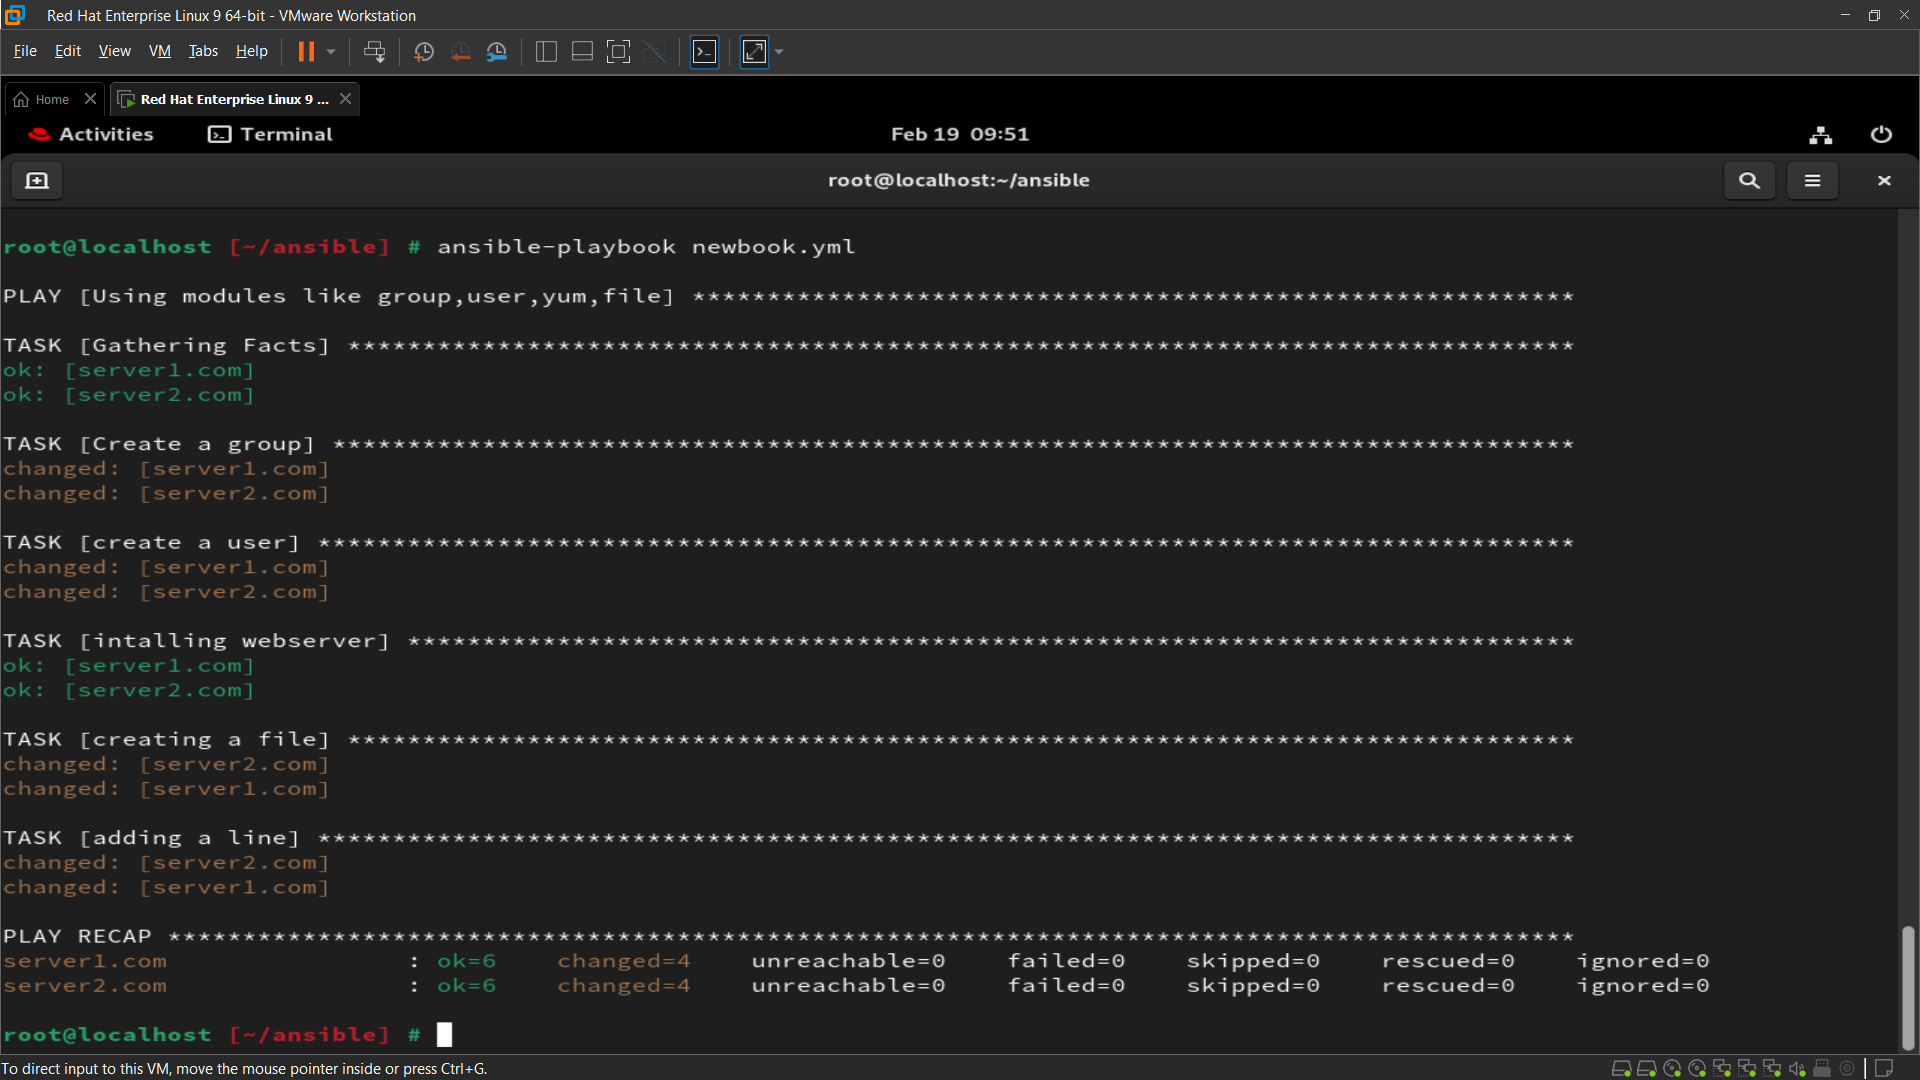 Red Hat Enterprise Linux 9 64-bit - VMware Workstation
File Edit View VM Tabs Help
Home Red Hat Enterprise Linux 9 ...
Activities Terminal Feb 19 09:51
root@localhost:~/ansible
root@localhost [~/ansible] # ansible-playbook newbook.yml
PLAY [Using modules like group,user,yum,file] ***********************************************************
TASK [Gathering Facts] **********************************************************************************
ok: [server1.com]
ok: [server2.com]
TASK [Create a group] ***********************************************************************************
changed: [server1.com]
changed: [server2.com]
TASK [create a user] ************************************************************************************
changed: [server1.com]
changed: [server2.com]
TASK [intalling webserver] ******************************************************************************
ok: [server1.com]
ok: [server2.com]
TASK [creating a file] **********************************************************************************
changed: [server2.com]
changed: [server1.com]
TASK [adding a line] ************************************************************************************
changed: [server2.com]
changed: [server1.com]
PLAY RECAP **********************************************************************************************
server1.com : ok=6 changed=4 unreachable=0 failed=0 skipped=0 rescued=0 ignored=0
server2.com : ok=6 changed=4 unreachable=0 failed=0 skipped=0 rescued=0 ignored=0
root@localhost [~/ansible] #
To direct input to this VM, move the mouse pointer inside or press Ctrl+G.